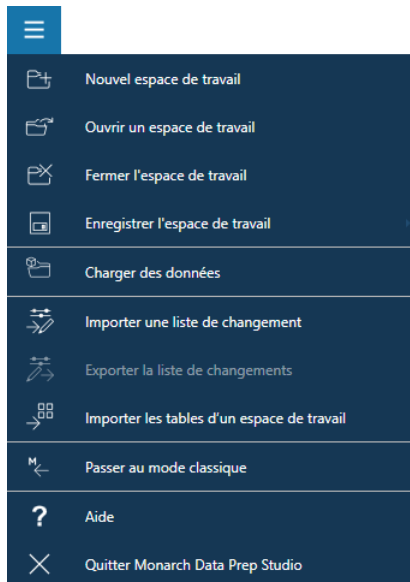 Nouvel espace de travail
Ouvrir un espace de travail
Fermer l'espace de travail
Enregistrer l'espace de travail
Charger des données
Importer une liste de changement
Exporter la liste de changements
Importer les tables d'un espace de travail
M
Passer au mode classique
?
Aide
Quitter Monarch Data Prep Studio